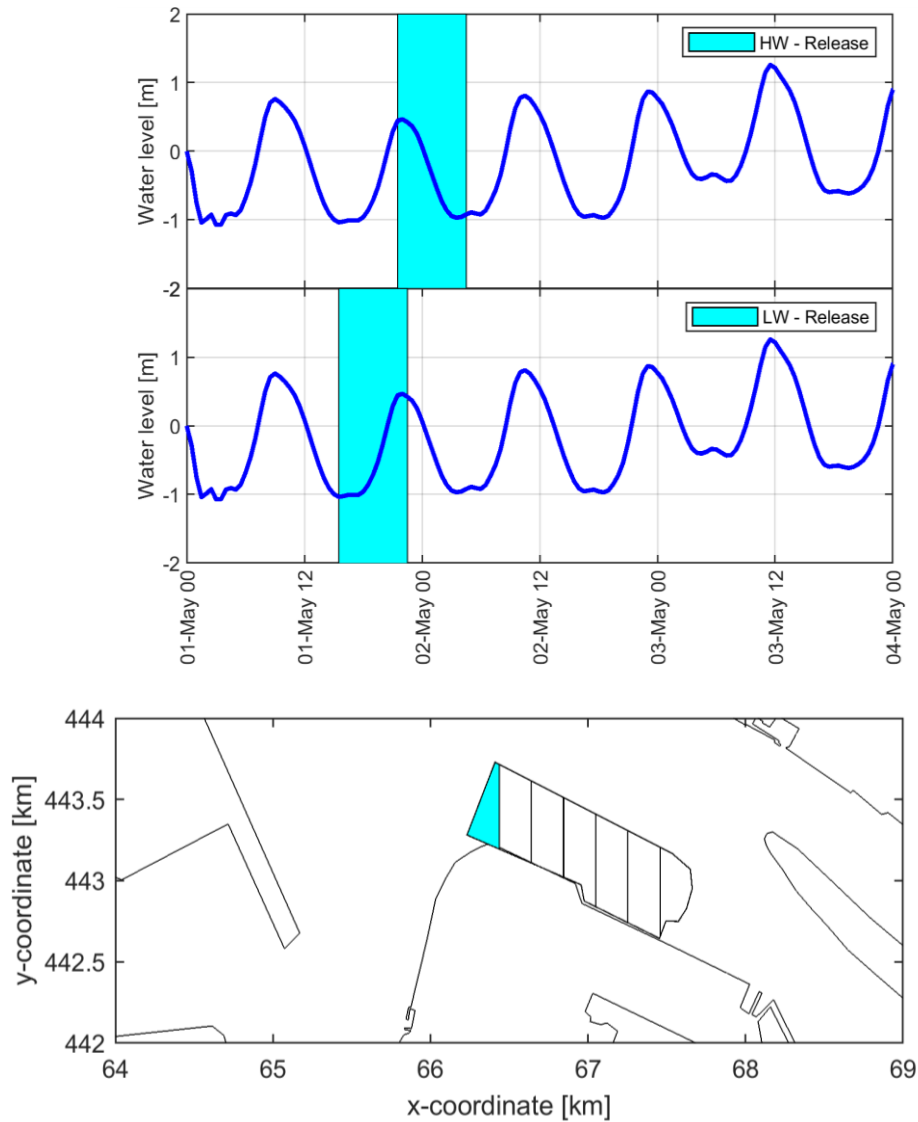 2
HW - Release
1
Water level [m]
0
-1
-2
2
LW - Release
1
Water level [m]
0
-1
-2
01-May 00
01-May 12
02-May 00
02-May 12
03-May 00
03-May 12
04-May 00
444
443.5
443
442.5
442
y-coordinate [km]
64 65 66 67 68 69
x-coordinate [km]